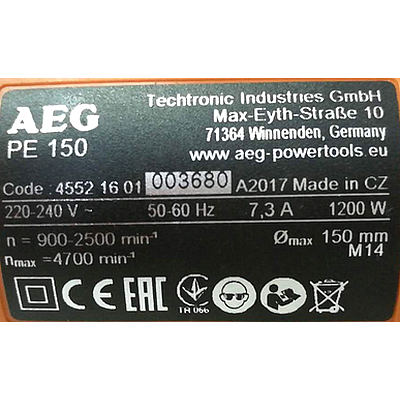 AEG
PE 150
Techtronic Industries GmbH
Max-Eyth-Straße 10
71364 Winnenden, Germany
www.aeg-powertools.eu
Code : 4552 16 01 003680 A2017 Made in CZ
220-240 V ~ 50-60 Hz 7,3 A 1200 W
n = 900-2500 min⁻¹ Ømax 150 mm
nmax =4700 min⁻¹ M14
CE EAC TR 066